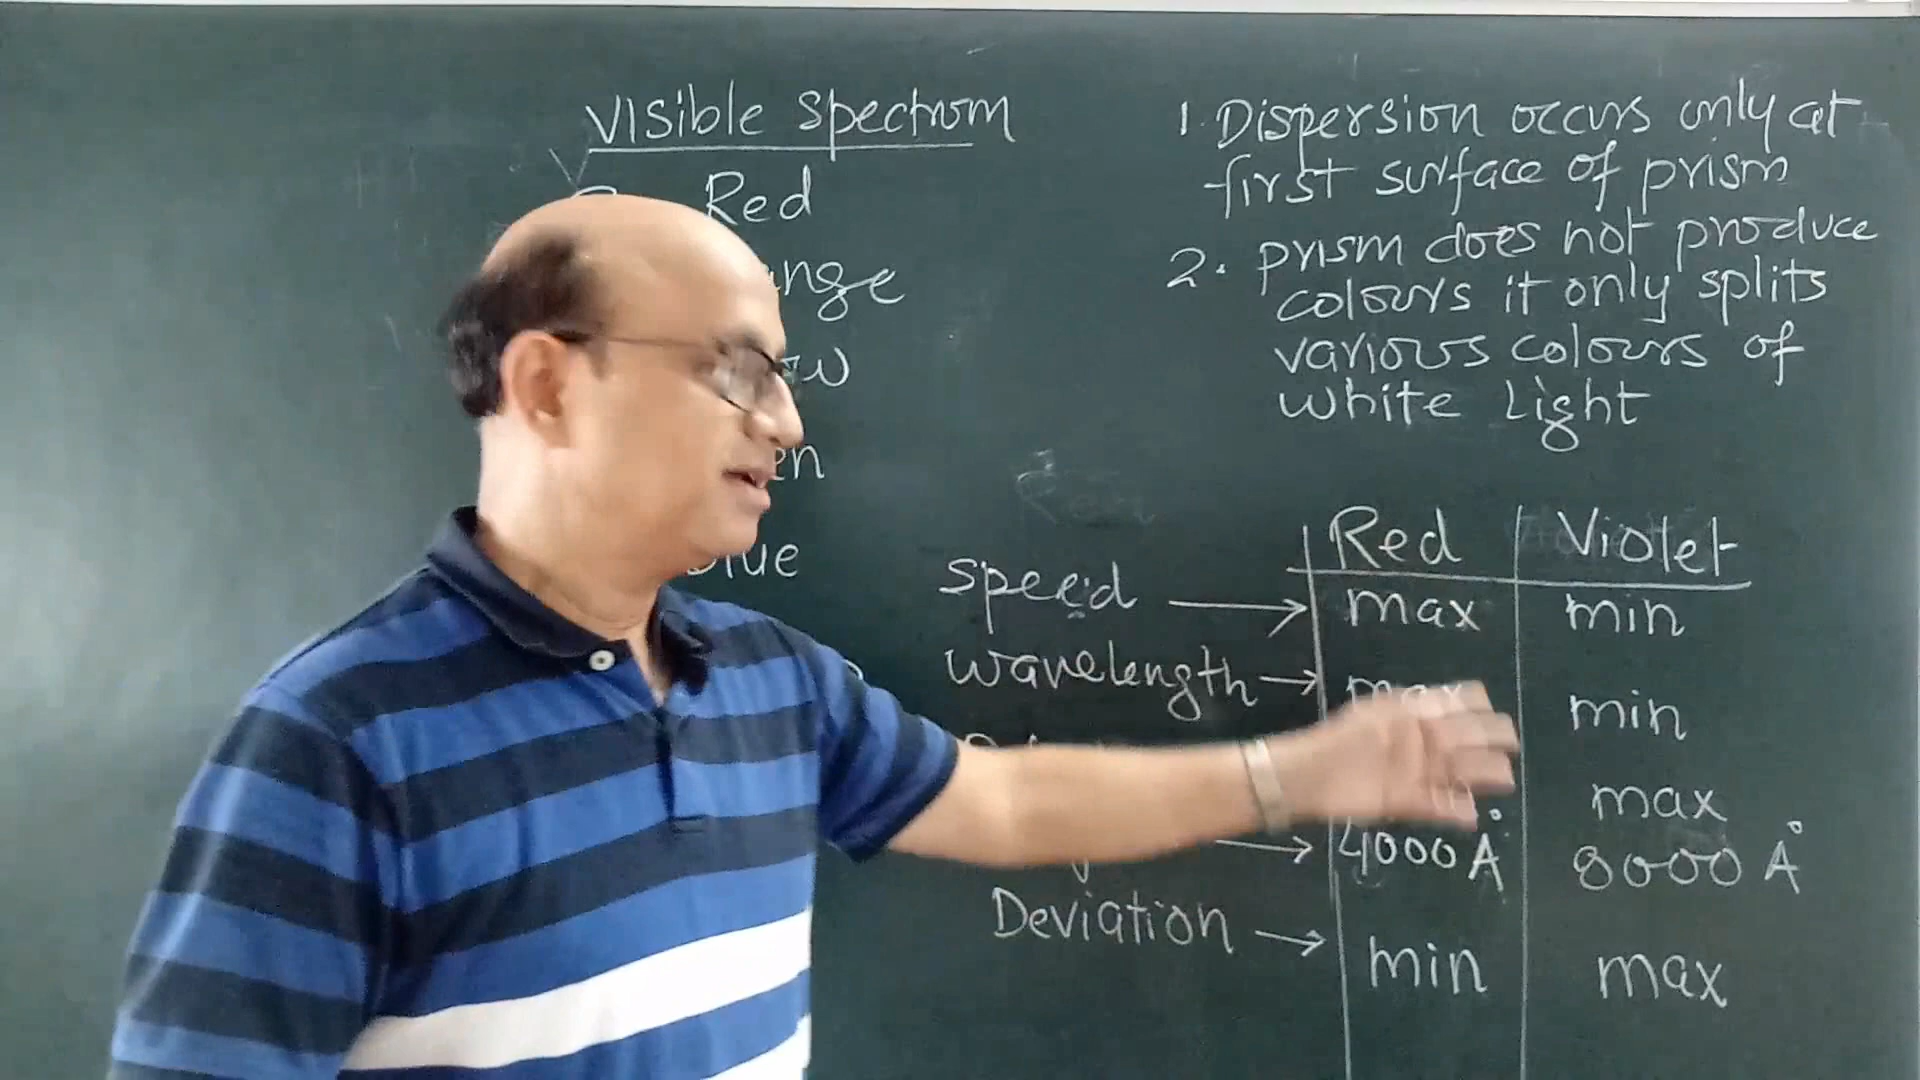 Visible Spectrum
V
Red
ange
w
en
lue
1. Dispersion occurs only at
first surface of prism
2. prism does not produce
colours it only splits
various colours of
white Light
Red Violet
speed → max min
wavelength → max min
max
→ 4000 Å 8000 Å
Deviation → min max